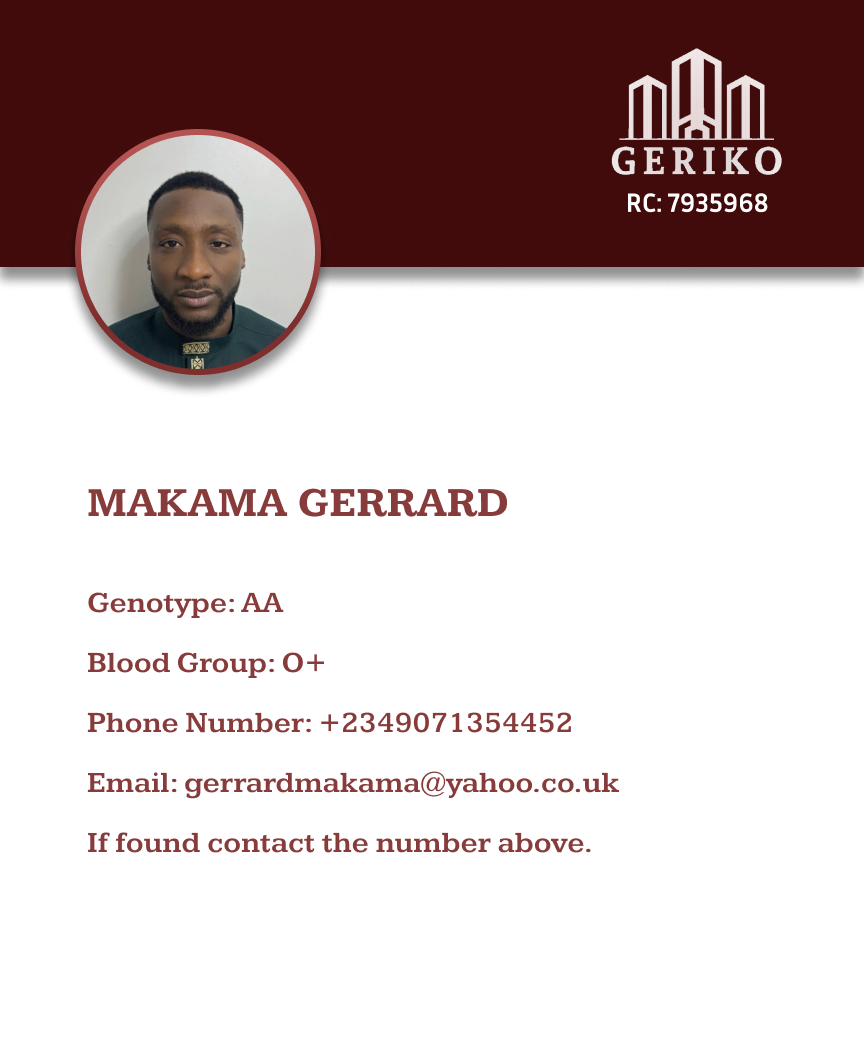 GERIKO
RC: 7935968
MAKAMA GERRARD
Genotype: AA
Blood Group: O+
Phone Number: +2349071354452
Email: gerrardmakama@yahoo.co.uk
If found contact the number above.